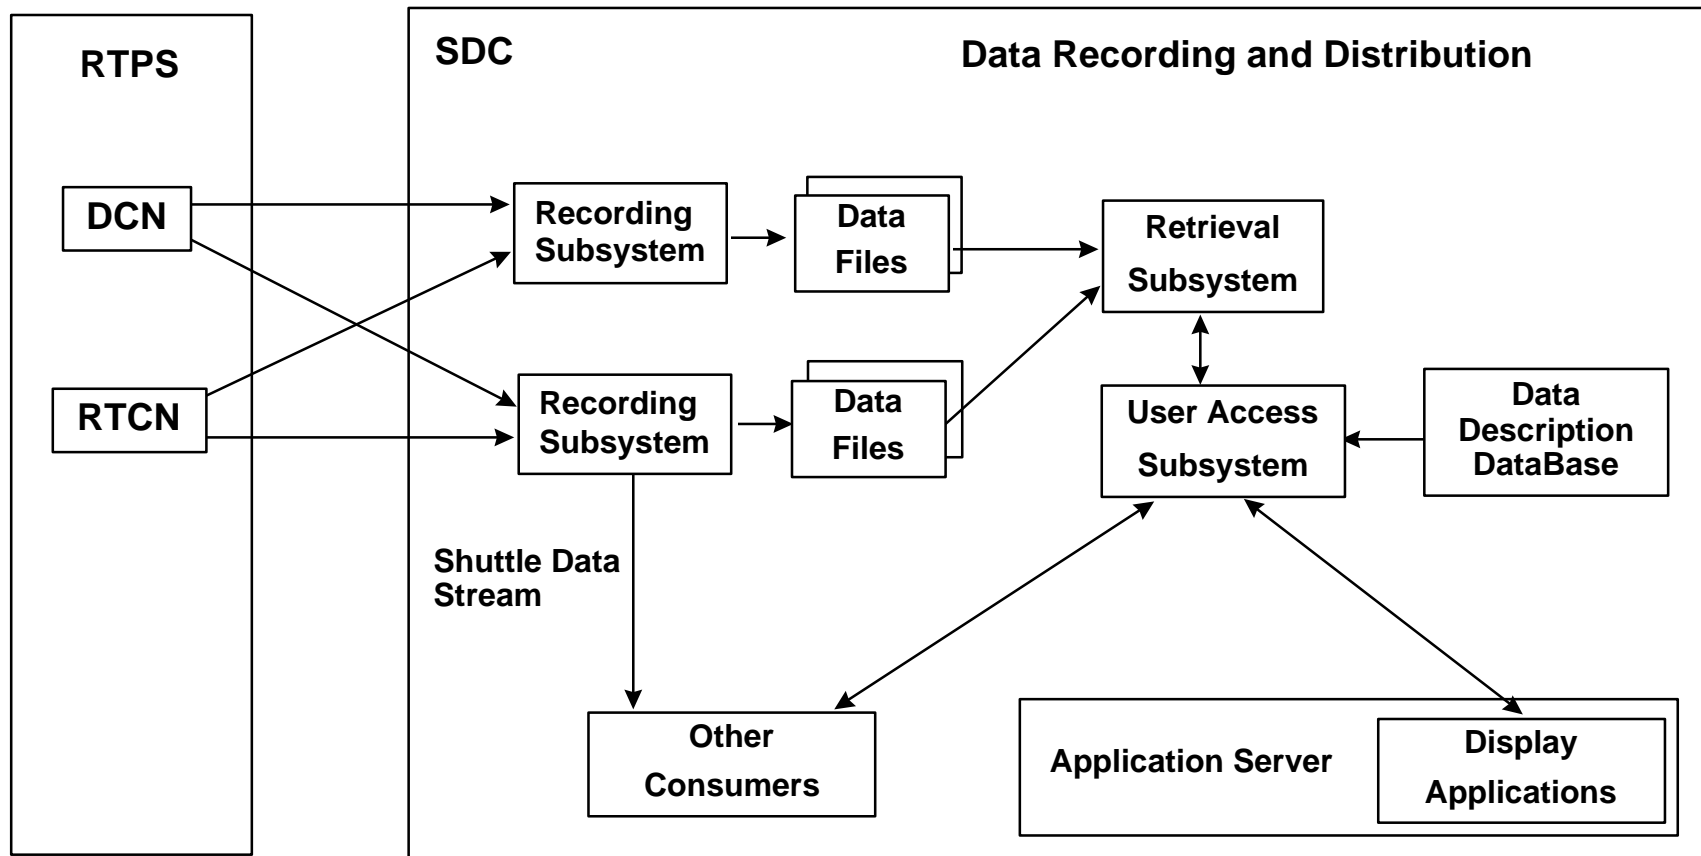 RTPS
SDC
Data Recording and Distribution
DCN
Recording
Subsystem
Data
Files
Retrieval
Subsystem
RTCN
Recording
Subsystem
Data
Files
User Access
Subsystem
Data
Description
DataBase
Shuttle Data
Stream
Other
Consumers
Application Server
Display
Applications